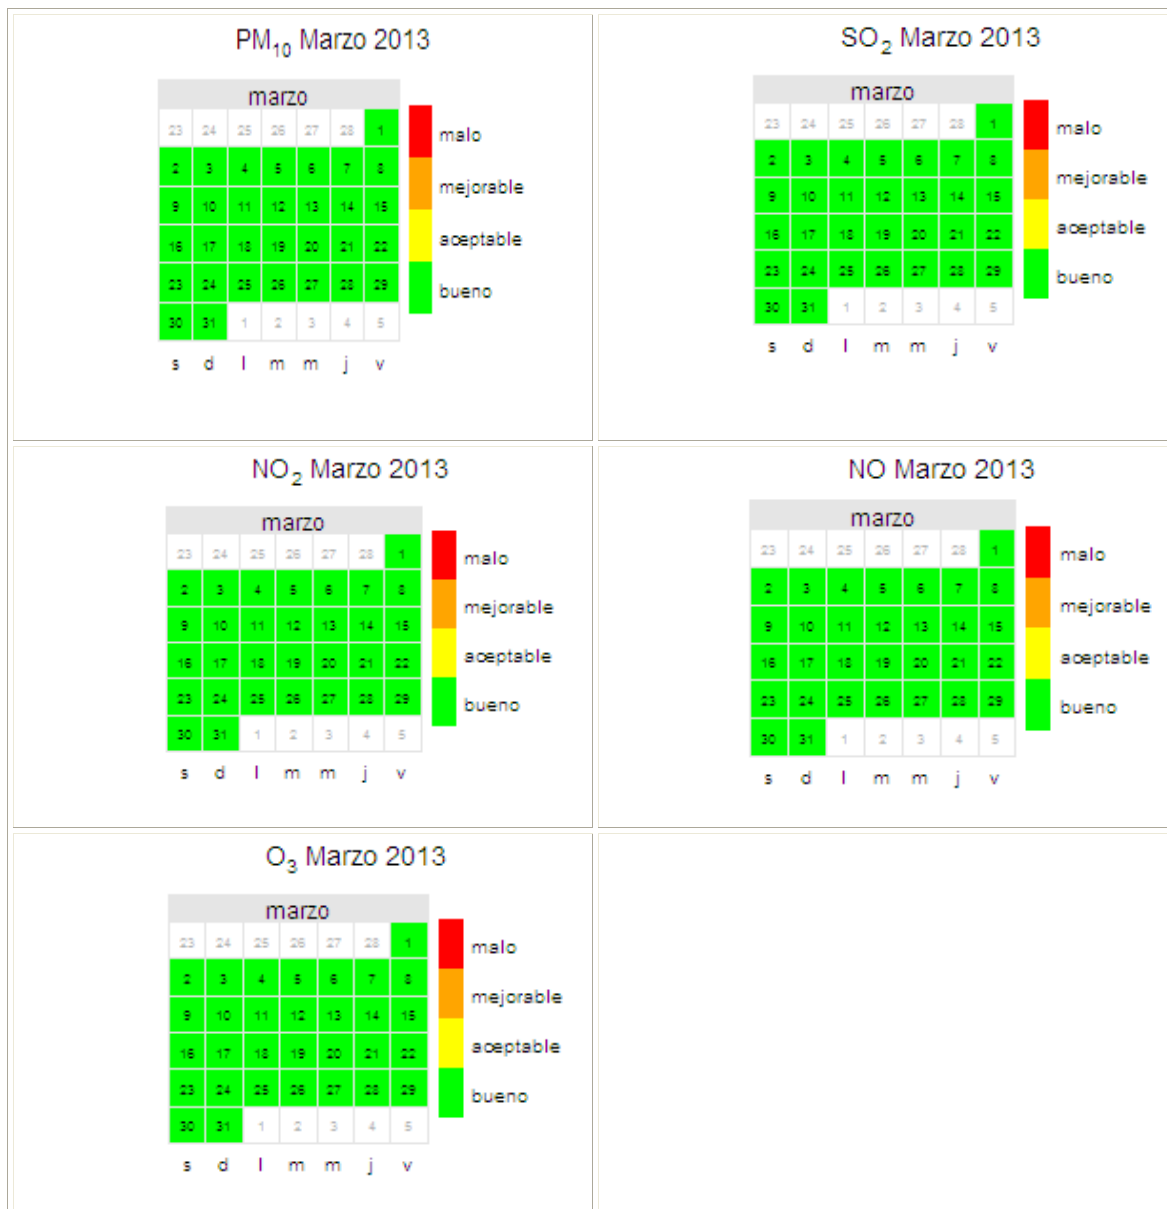 PM10 Marzo 2013
marzo
23 24 25 26 27 28 1
2 3 4 5 6 7 8
9 10 11 12 13 14 15
16 17 18 19 20 21 22
23 24 25 26 27 28 29
30 31 1 2 3 4 5
s d l m m j v
malo
mejorable
aceptable
bueno
SO2 Marzo 2013
marzo
23 24 25 26 27 28 1
2 3 4 5 6 7 8
9 10 11 12 13 14 15
16 17 18 19 20 21 22
23 24 25 26 27 28 29
30 31 1 2 3 4 5
s d l m m j v
malo
mejorable
aceptable
bueno
NO2 Marzo 2013
marzo
23 24 25 26 27 28 1
2 3 4 5 6 7 8
9 10 11 12 13 14 15
16 17 18 19 20 21 22
23 24 25 26 27 28 29
30 31 1 2 3 4 5
s d l m m j v
malo
mejorable
aceptable
bueno
NO Marzo 2013
marzo
23 24 25 26 27 28 1
2 3 4 5 6 7 8
9 10 11 12 13 14 15
16 17 18 19 20 21 22
23 24 25 26 27 28 29
30 31 1 2 3 4 5
s d l m m j v
malo
mejorable
aceptable
bueno
O3 Marzo 2013
marzo
23 24 25 26 27 28 1
2 3 4 5 6 7 8
9 10 11 12 13 14 15
16 17 18 19 20 21 22
23 24 25 26 27 28 29
30 31 1 2 3 4 5
s d l m m j v
malo
mejorable
aceptable
bueno